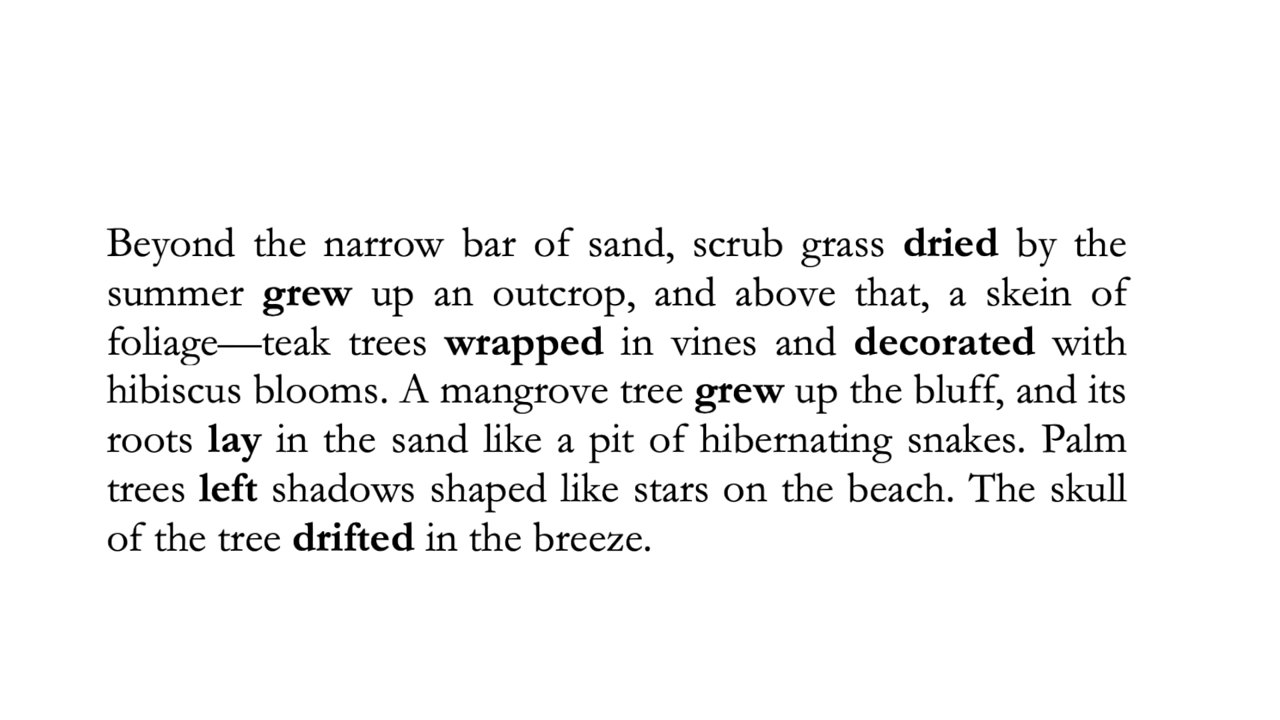 Beyond the narrow bar of sand, scrub grass dried by the
summer grew up an outcrop, and above that, a skein of
foliage—teak trees wrapped in vines and decorated with
hibiscus blooms. A mangrove tree grew up the bluff, and its
roots lay in the sand like a pit of hibernating snakes. Palm
trees left shadows shaped like stars on the beach. The skull
of the tree drifted in the breeze.